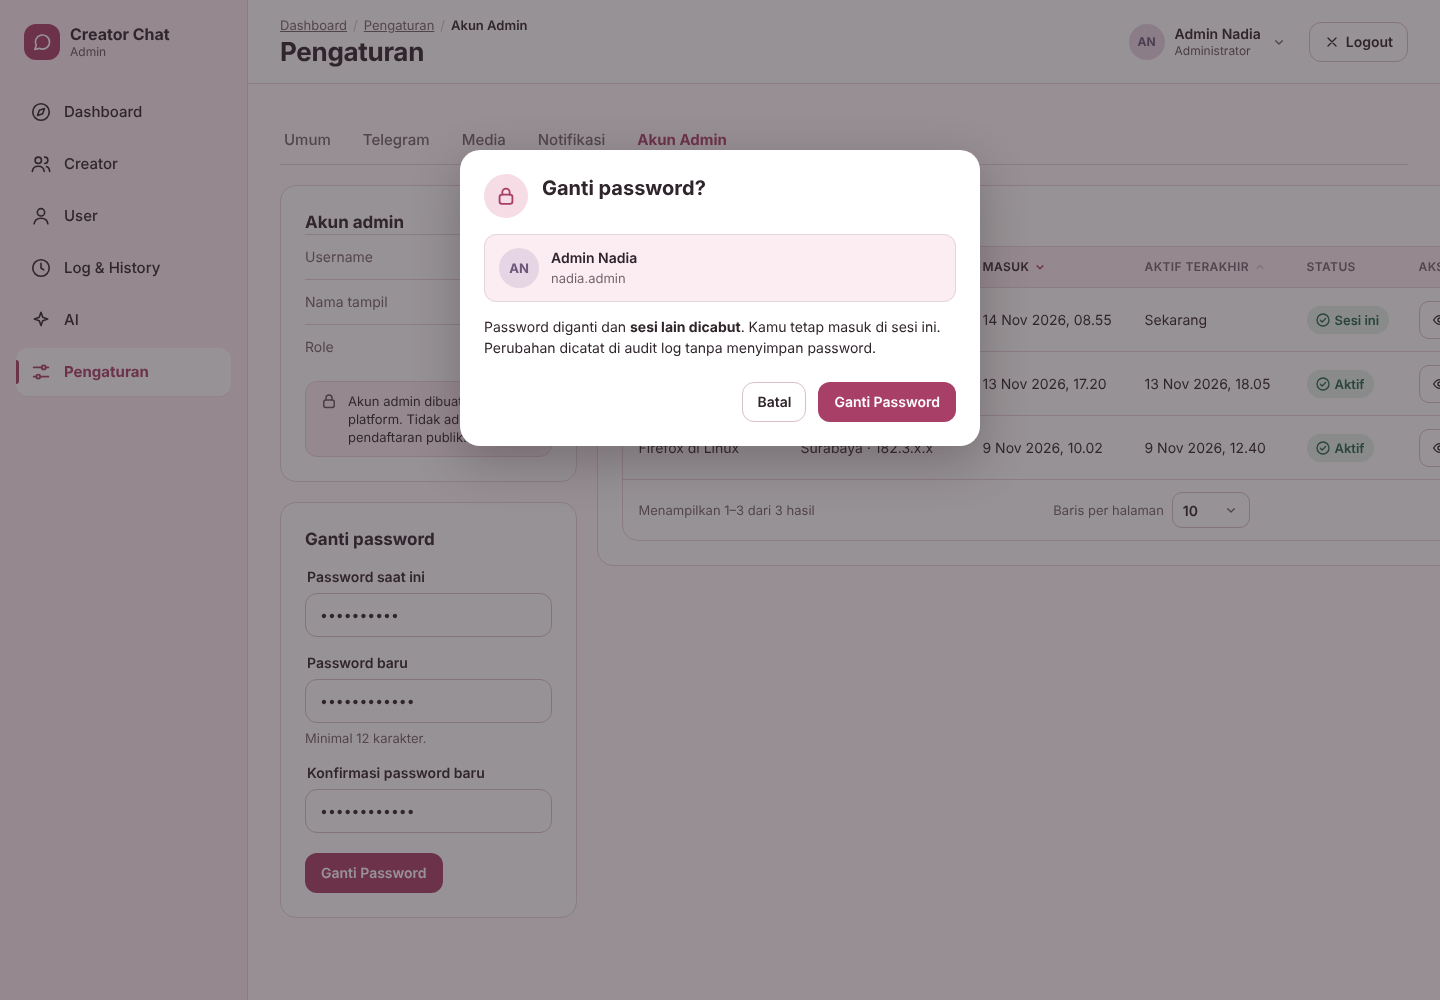 Creator Chat
Admin
Dashboard
Creator
User
Log & History
AI
Pengaturan
Dashboard / Pengaturan / Akun Admin
Pengaturan
AN
Admin Nadia
Administrator
Logout
Umum
Telegram
Media
Notifikasi
Akun Admin
Akun admin
Username
Nama tampil
Role
Akun admin dibuat
platform. Tidak ad
pendaftaran publik.
Ganti password?
AN
Admin Nadia
nadia.admin
Password diganti dan sesi lain dicabut. Kamu tetap masuk di sesi ini.
Perubahan dicatat di audit log tanpa menyimpan password.
Batal
Ganti Password
MASUK AKTIF TERAKHIR STATUS AKS
14 Nov 2026, 08.55 Sekarang Sesi ini
13 Nov 2026, 17.20 13 Nov 2026, 18.05 Aktif
Firefox di Linux Surabaya · 182.3.x.x 9 Nov 2026, 10.02 9 Nov 2026, 12.40 Aktif
Menampilkan 1–3 dari 3 hasil Baris per halaman 10
Ganti password
Password saat ini
••••••••••
Password baru
••••••••••••
Minimal 12 karakter.
Konfirmasi password baru
••••••••••••
Ganti Password